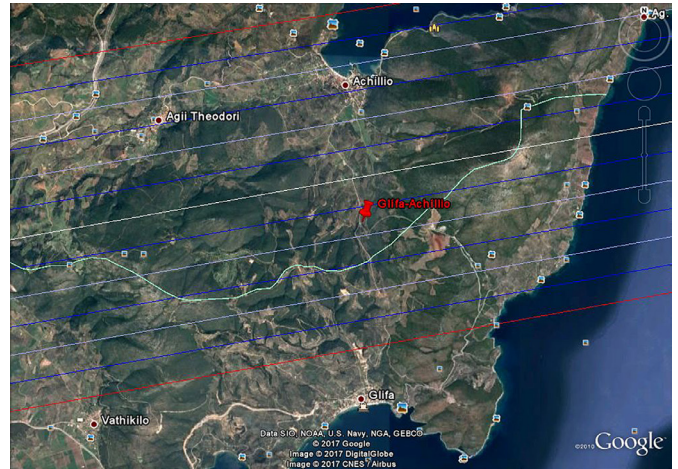 Ag.
N
Achillio
Agii Theodori
Glifa-Achillio
Glifa
Vathikilo
Data SIO, NOAA, U.S. Navy, NGA, GEBCO
© 2017 Google
Image © 2017 DigitalGlobe
Image © 2017 CNES / Airbus
©2010 Google